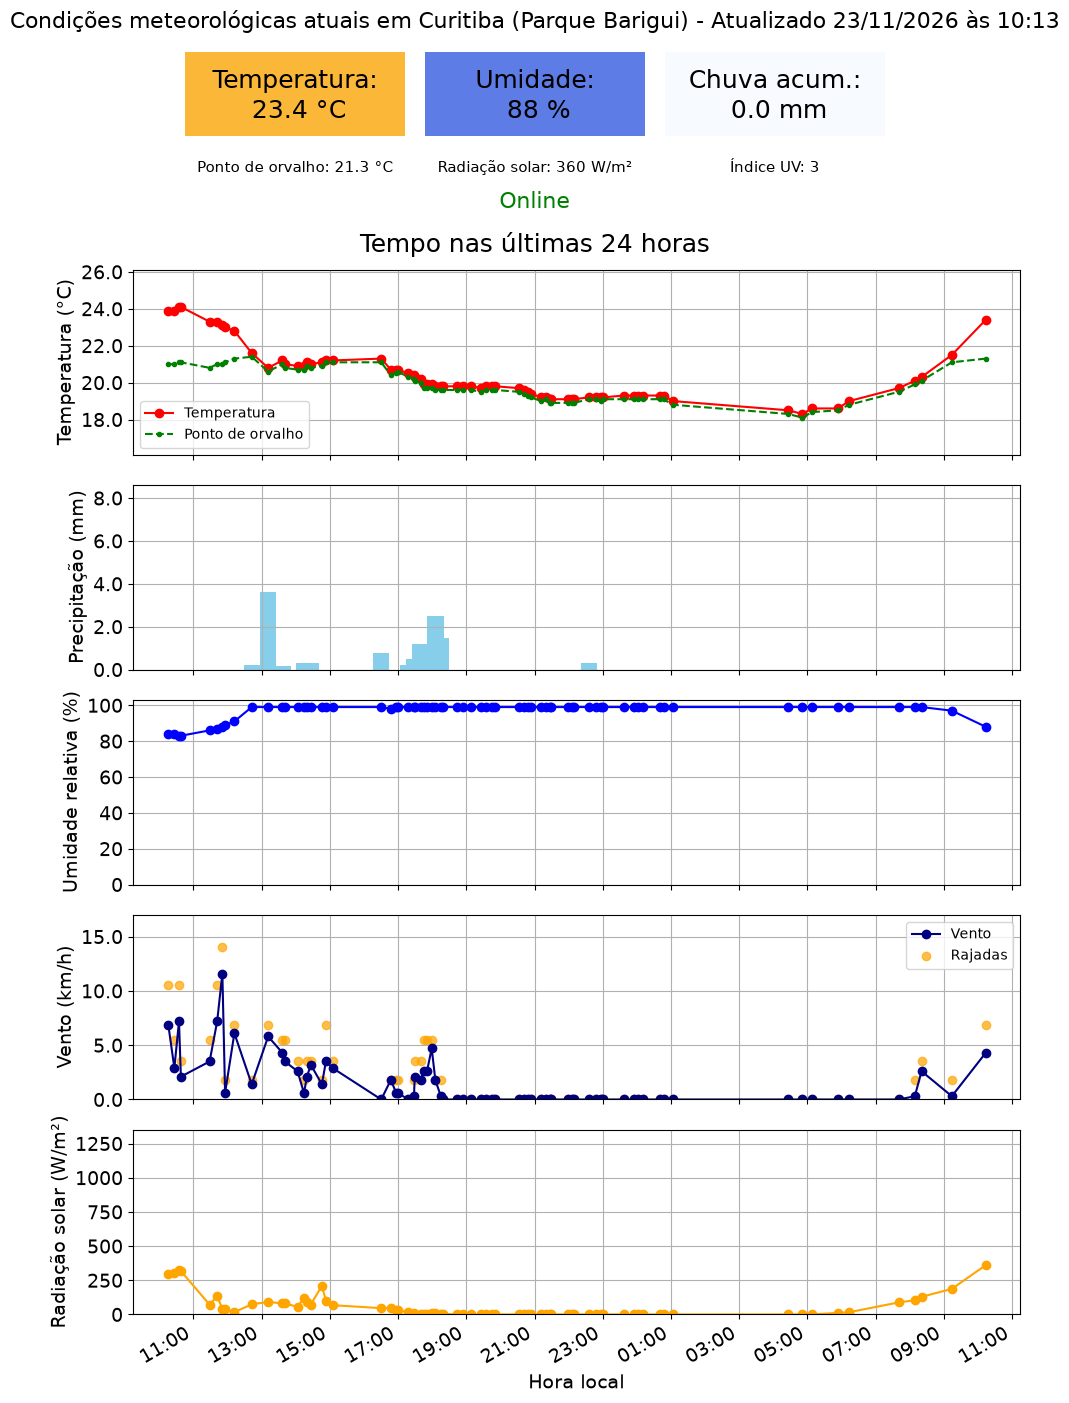 Condições meteorológicas atuais em Curitiba (Parque Barigui) - Atualizado 23/11/2026 às 10:13
Temperatura:
23.4 °C
Umidade:
88 %
Chuva acum.:
0.0 mm
Ponto de orvalho: 21.3 °C
Radiação solar: 360 W/m²
Índice UV: 3
Online
Tempo nas últimas 24 horas
Temperatura (°C)
26.0
24.0
22.0
20.0
18.0
Temperatura
Ponto de orvalho
Precipitação (mm)
8.0
6.0
4.0
2.0
0.0
Umidade relativa (%)
100
80
60
40
20
0
Vento (km/h)
15.0
10.0
5.0
0.0
Vento
Rajadas
Radiação solar (W/m²)
1250
1000
750
500
250
0
11:00
13:00
15:00
17:00
19:00
21:00
23:00
01:00
03:00
05:00
07:00
09:00
11:00
Hora local